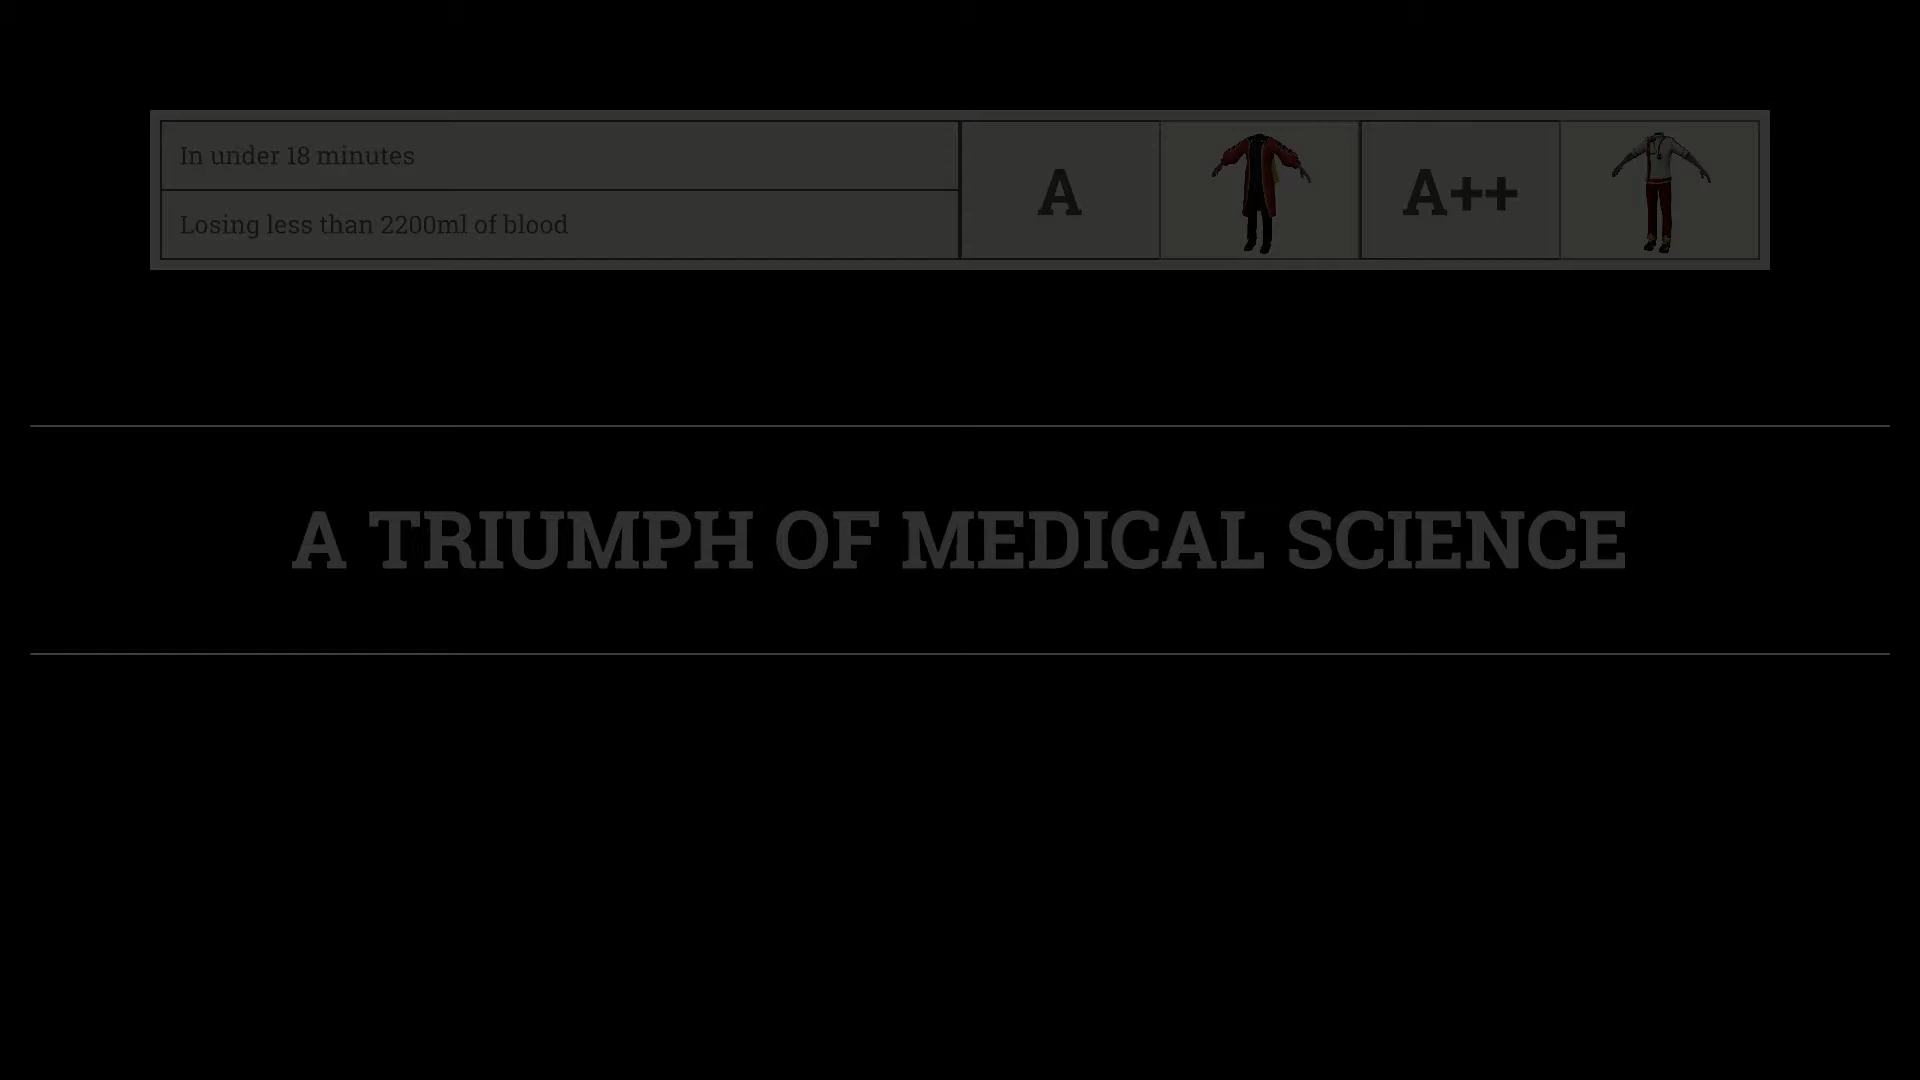 In under 18 minutes
Losing less than 2200ml of blood
A
A++
A TRIUMPH OF MEDICAL SCIENCE